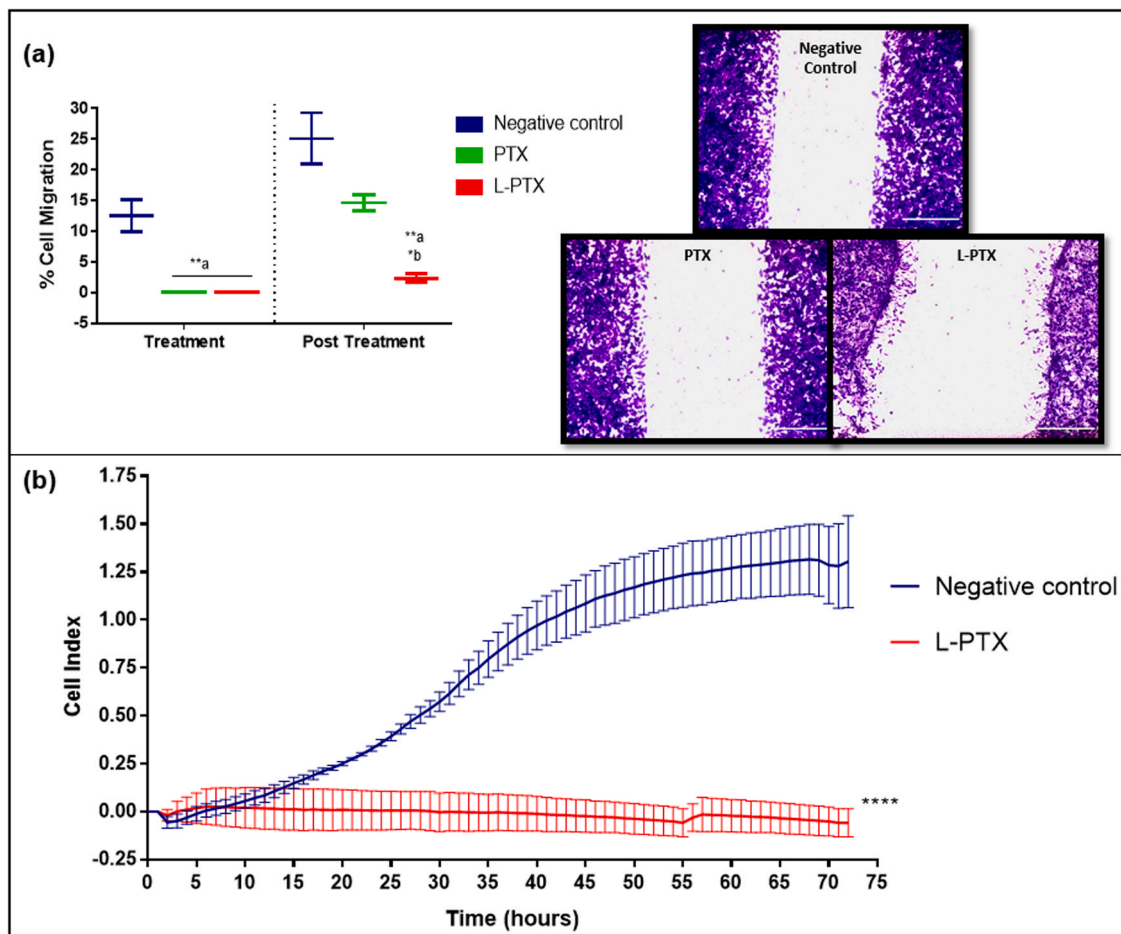 (a)
30
25
20
15
10
5
0
-5
% Cell Migration
**a
**a
*b
Treatment
Post Treatment
Negative control
PTX
L-PTX
Negative
Control
PTX
L-PTX
(b)
1.75
1.50
1.25
1.00
0.75
0.50
0.25
0.00
-0.25
Cell Index
Negative control
L-PTX
****
0 5 10 15 20 25 30 35 40 45 50 55 60 65 70 75
Time (hours)